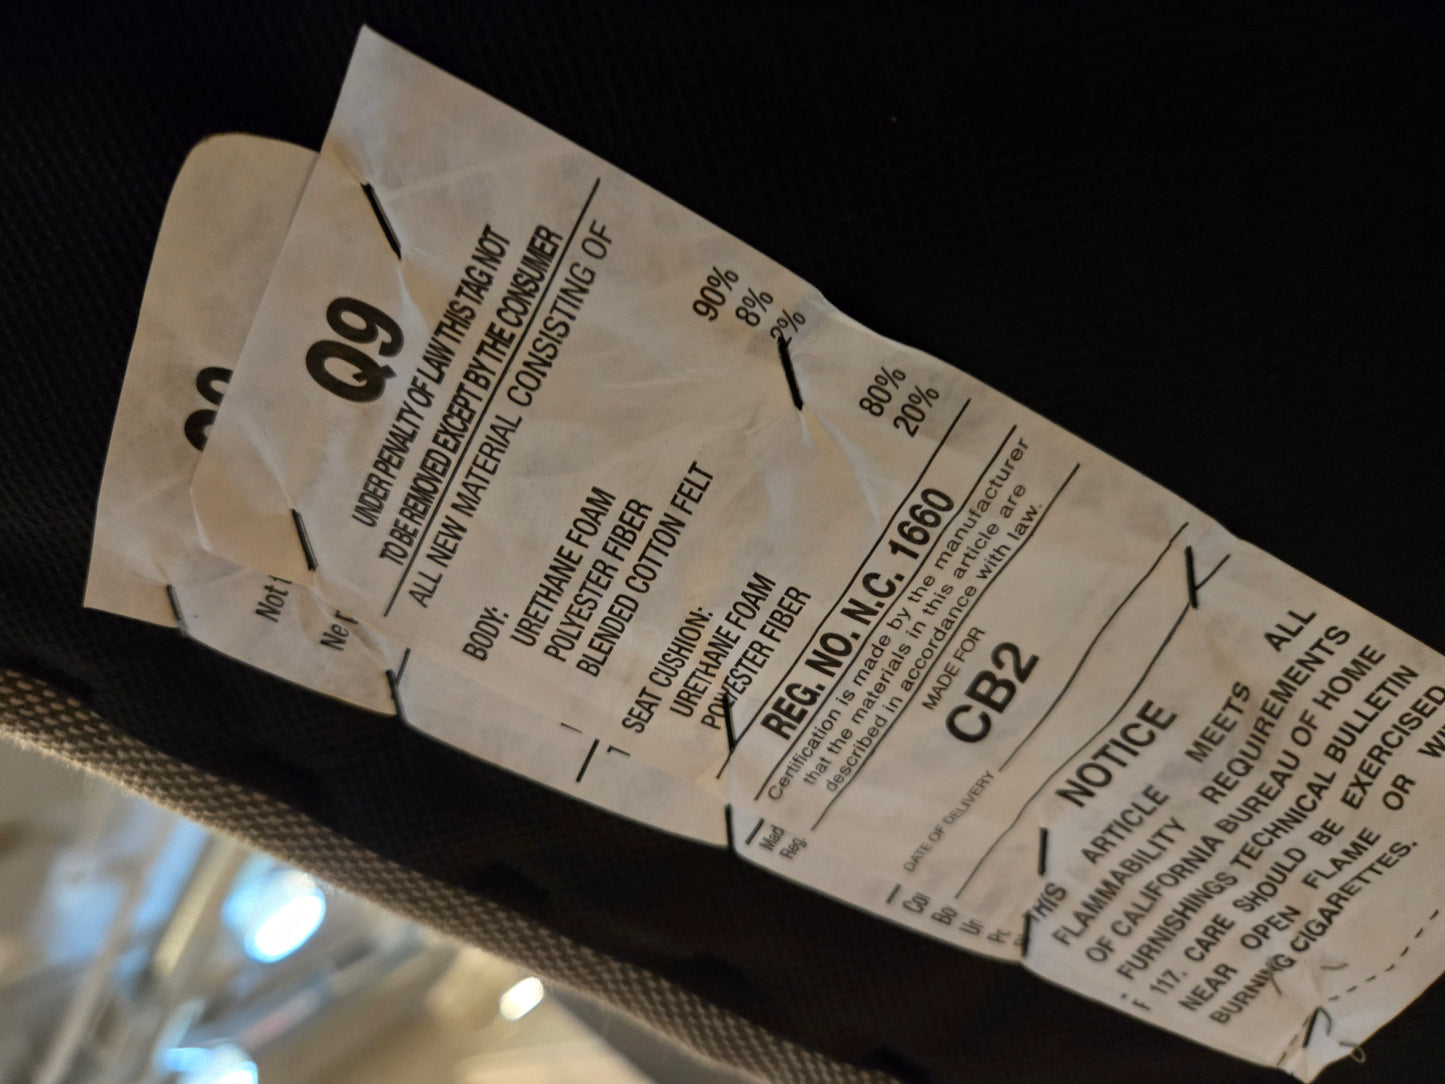 Q9
UNDER PENALTY OF LAW THIS TAG NOT
TO BE REMOVED EXCEPT BY THE CONSUMER
ALL NEW MATERIAL CONSISTING OF
BODY:
URETHANE FOAM 90%
POLYESTER FIBER 8%
BLENDED COTTON FELT 2%
SEAT CUSHION:
URETHANE FOAM 80%
POLYESTER FIBER 20%
REG. NO. N.C. 1660
Certification is made by the manufacturer
that the materials in this article are
described in accordance with law.
MADE FOR
CB2
DATE OF DELIVERY
NOTICE
THIS ARTICLE MEETS ALL
FLAMMABILITY REQUIREMENTS
OF CALIFORNIA BUREAU OF HOME
FURNISHINGS TECHNICAL BULLETIN
117. CARE SHOULD BE EXERCISED
NEAR OPEN FLAME OR
BURNING CIGARETTES.
Q9
Not
Reg.